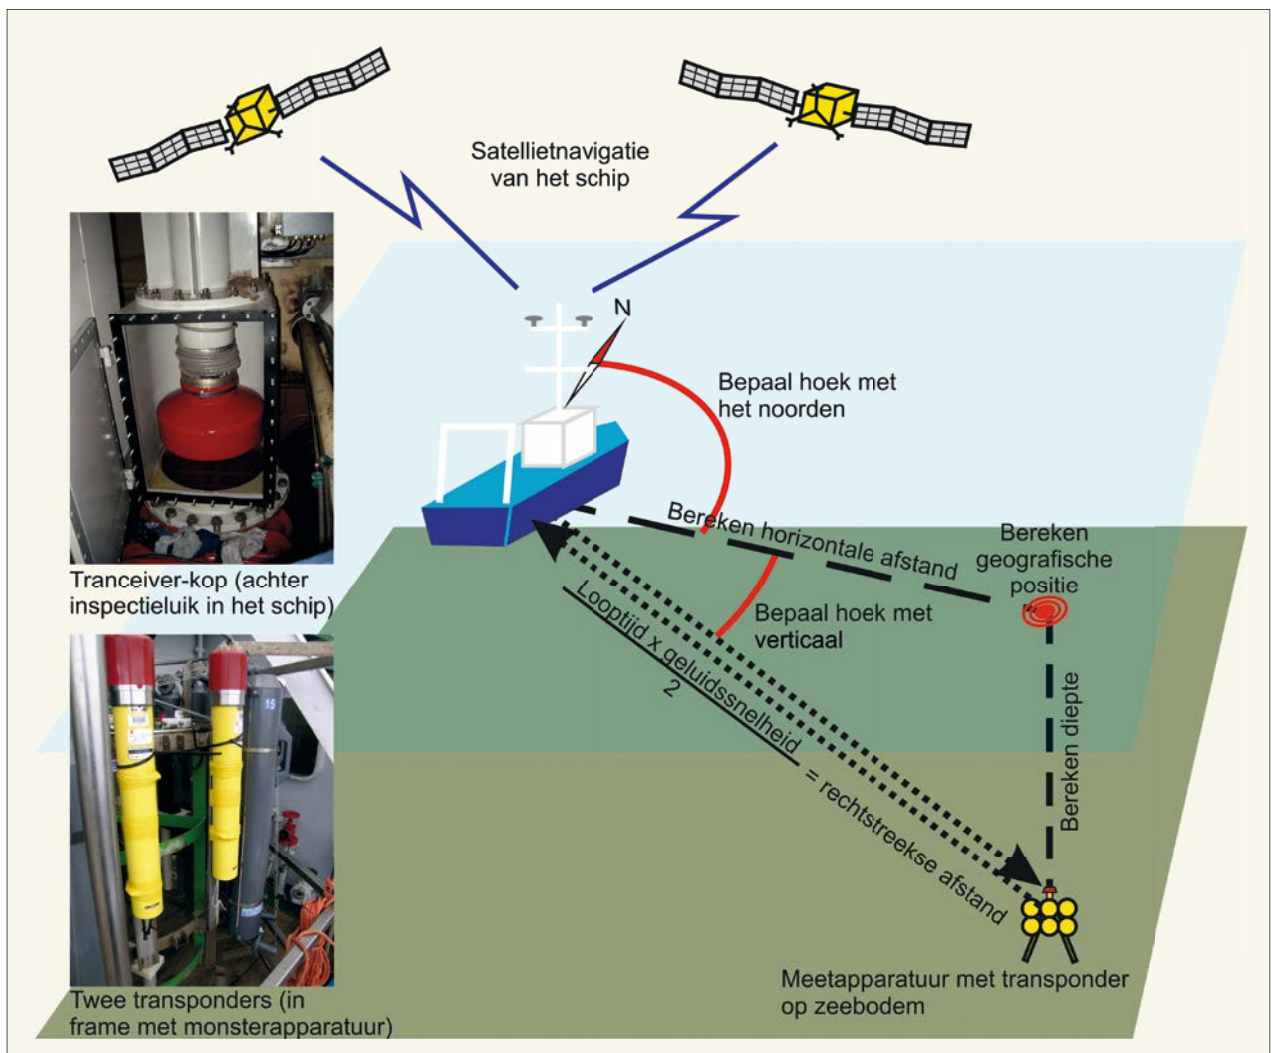 Satellietnavigatie
van het schip
N
Bepaal hoek met
het noorden
Tranceiver-kop (achter
inspectieluik in het schip)
Bereken horizontale afstand
Bereken
geografische
positie
Bepaal hoek met
verticaal
Looptijd x geluidssnelheid
2
= rechtstreekse afstand
Bereken diepte
15
Meetapparatuur met transponder
op zeebodem
Twee transponders (in
frame met monsterapparatuur)